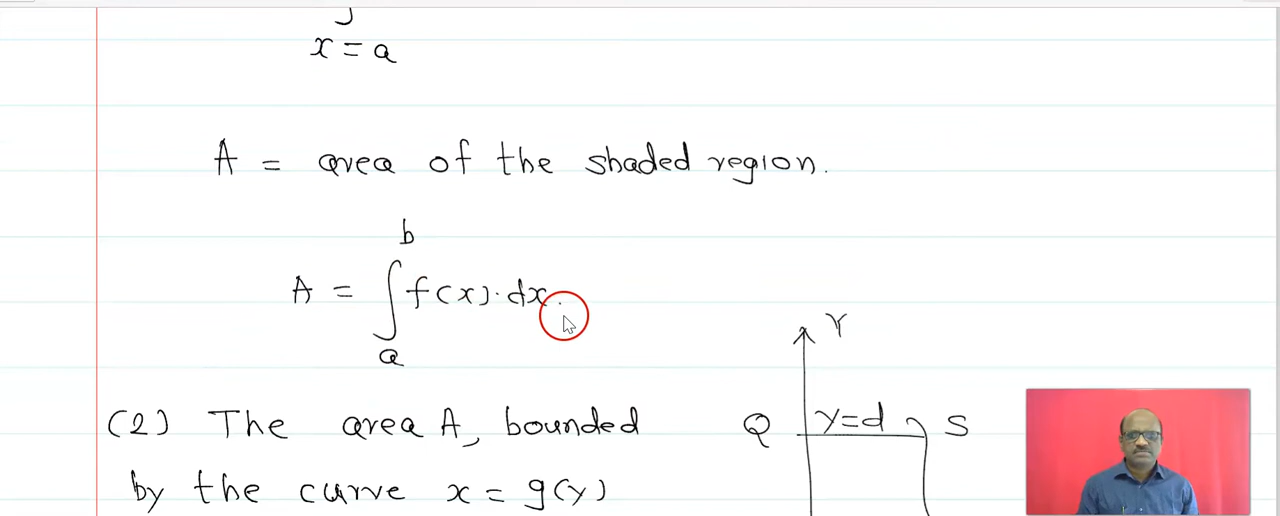 x = a
A = area of the shaded region.
b
A = ∫ f(x). dx.
a
Y
(2) The area A, bounded
Q y=d S
by the curve x = g(y)